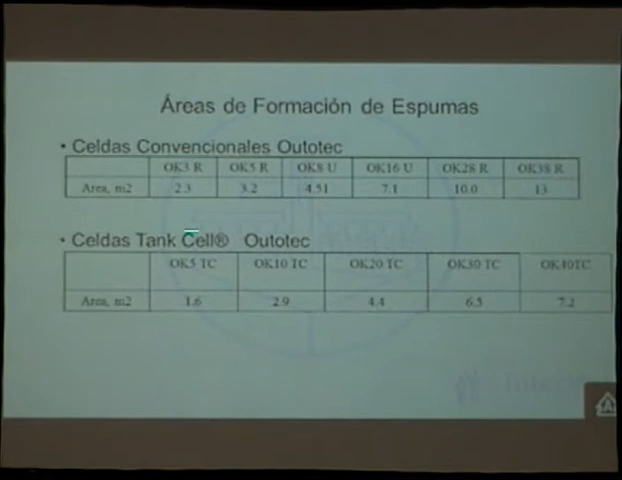 Áreas de Formación de Espumas
• Celdas Convencionales Outotec
OK3 R OK5 R OK8 U OK16 U OK28 R OK38 R
Area, m2 2.3 3.2 4.51 7.1 10.0 13
• Celdas Tank Cell® Outotec
OK5 TC OK10 TC OK20 TC OK30 TC OK40TC
Area, m2 1.6 2.9 4.4 6.5 7.2